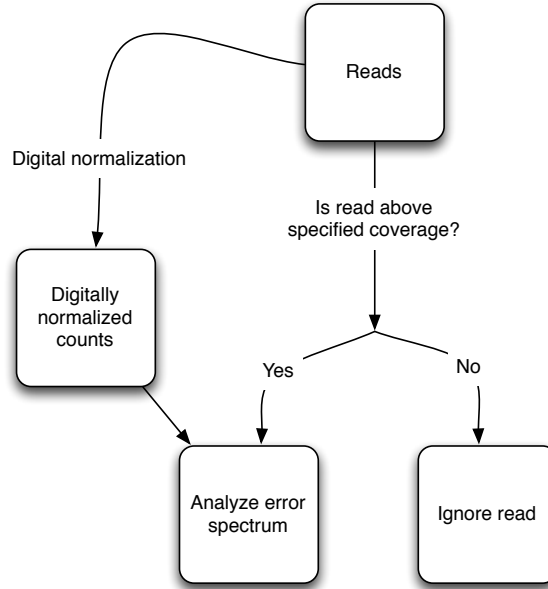 Reads
Digital normalization
Is read above
specified coverage?
Digitally
normalized
counts
Yes
No
Analyze error
spectrum
Ignore read